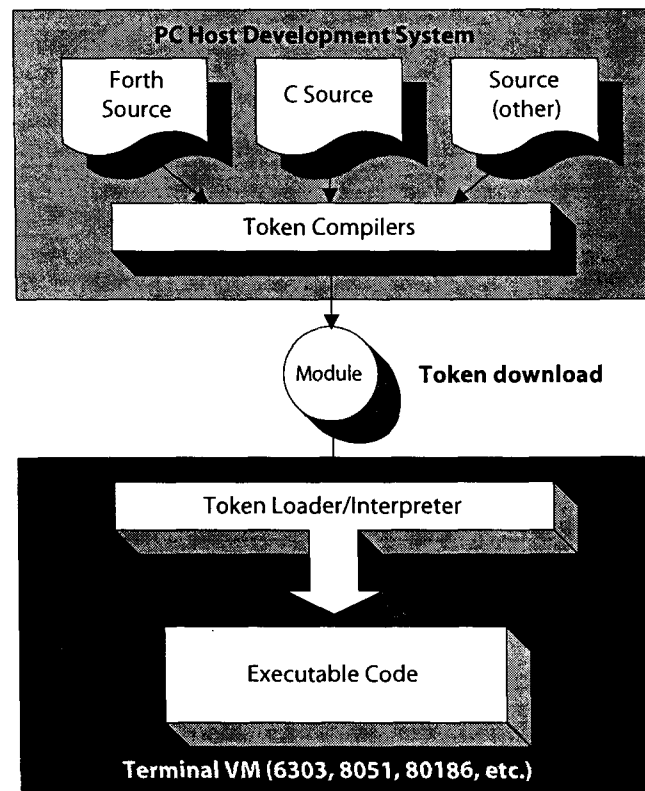 PC Host Development System
Forth
Source
C Source
Source
(other)
Token Compilers
Module
Token download
Token Loader/Interpreter
Executable Code
Terminal VM (6303, 8051, 80186, etc.)